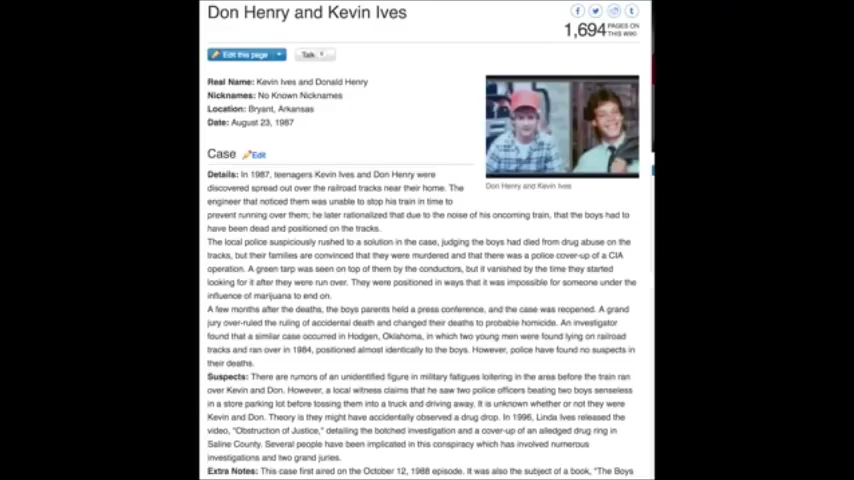 Don Henry and Kevin Ives
1,694 PAGES ON THIS WIKI
Edit this page
Talk 0
Real Name: Kevin Ives and Donald Henry
Nicknames: No Known Nicknames
Location: Bryant, Arkansas
Date: August 23, 1987
Don Henry and Kevin Ives
Case Edit
Details: In 1987, teenagers Kevin Ives and Don Henry were
discovered spread out over the railroad tracks near their home. The
engineer that noticed them was unable to stop his train in time to
prevent running over them; he later rationalized that due to the noise of his oncoming train, that the boys had to
have been dead and positioned on the tracks.
The local police suspiciously rushed to a solution in the case, judging the boys had died from drug abuse on the
tracks, but their families are convinced that they were murdered and that there was a police cover-up of a CIA
operation. A green tarp was seen on top of them by the conductors, but it vanished by the time they started
looking for it after they were run over. They were positioned in ways that it was impossible for someone under the
influence of marijuana to end on.
A few months after the deaths, the boys parents held a press conference, and the case was reopened. A grand
jury over-ruled the ruling of accidental death and changed their deaths to probable homicide. An investigator
found that a similar case occurred in Hodgen, Oklahoma, in which two young men were found lying on railroad
tracks and ran over in 1984, positioned almost identically to the boys. However, police have found no suspects in
their deaths.
Suspects: There are rumors of an unidentified figure in military fatigues loitering in the area before the train ran
over Kevin and Don. However, a local witness claims that he saw two police officers beating two boys senseless
in a store parking lot before tossing them into a truck and driving away. It is unknown whether or not they were
Kevin and Don. Theory is they might have accidentally observed a drug drop. In 1996, Linda Ives released the
video, "Obstruction of Justice," detailing the botched investigation and a cover-up of an alledged drug ring in
Saline County. Several people have been implicated in this conspiracy which has involved numerous
investigations and two grand juries.
Extra Notes: This case first aired on the October 12, 1988 episode. It was also the subject of a book, "The Boys